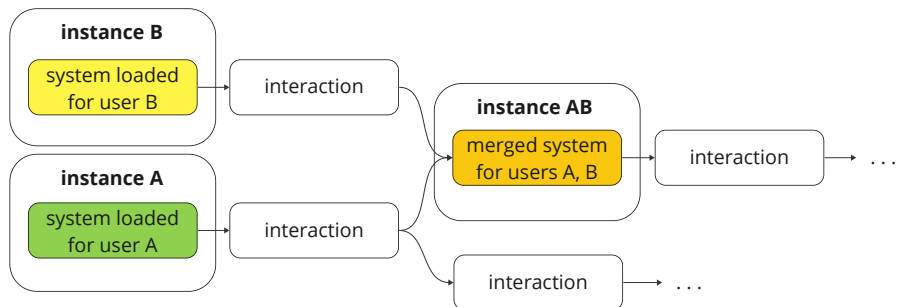 instance B
system loaded
for user B
interaction
instance A
system loaded
for user A
interaction
instance AB
merged system
for users A, B
interaction
...
interaction
...